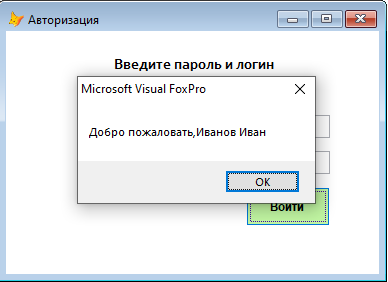 Авторизация
Введите пароль и логин
Microsoft Visual FoxPro
Добро пожаловать,Иванов Иван
OK
Войти